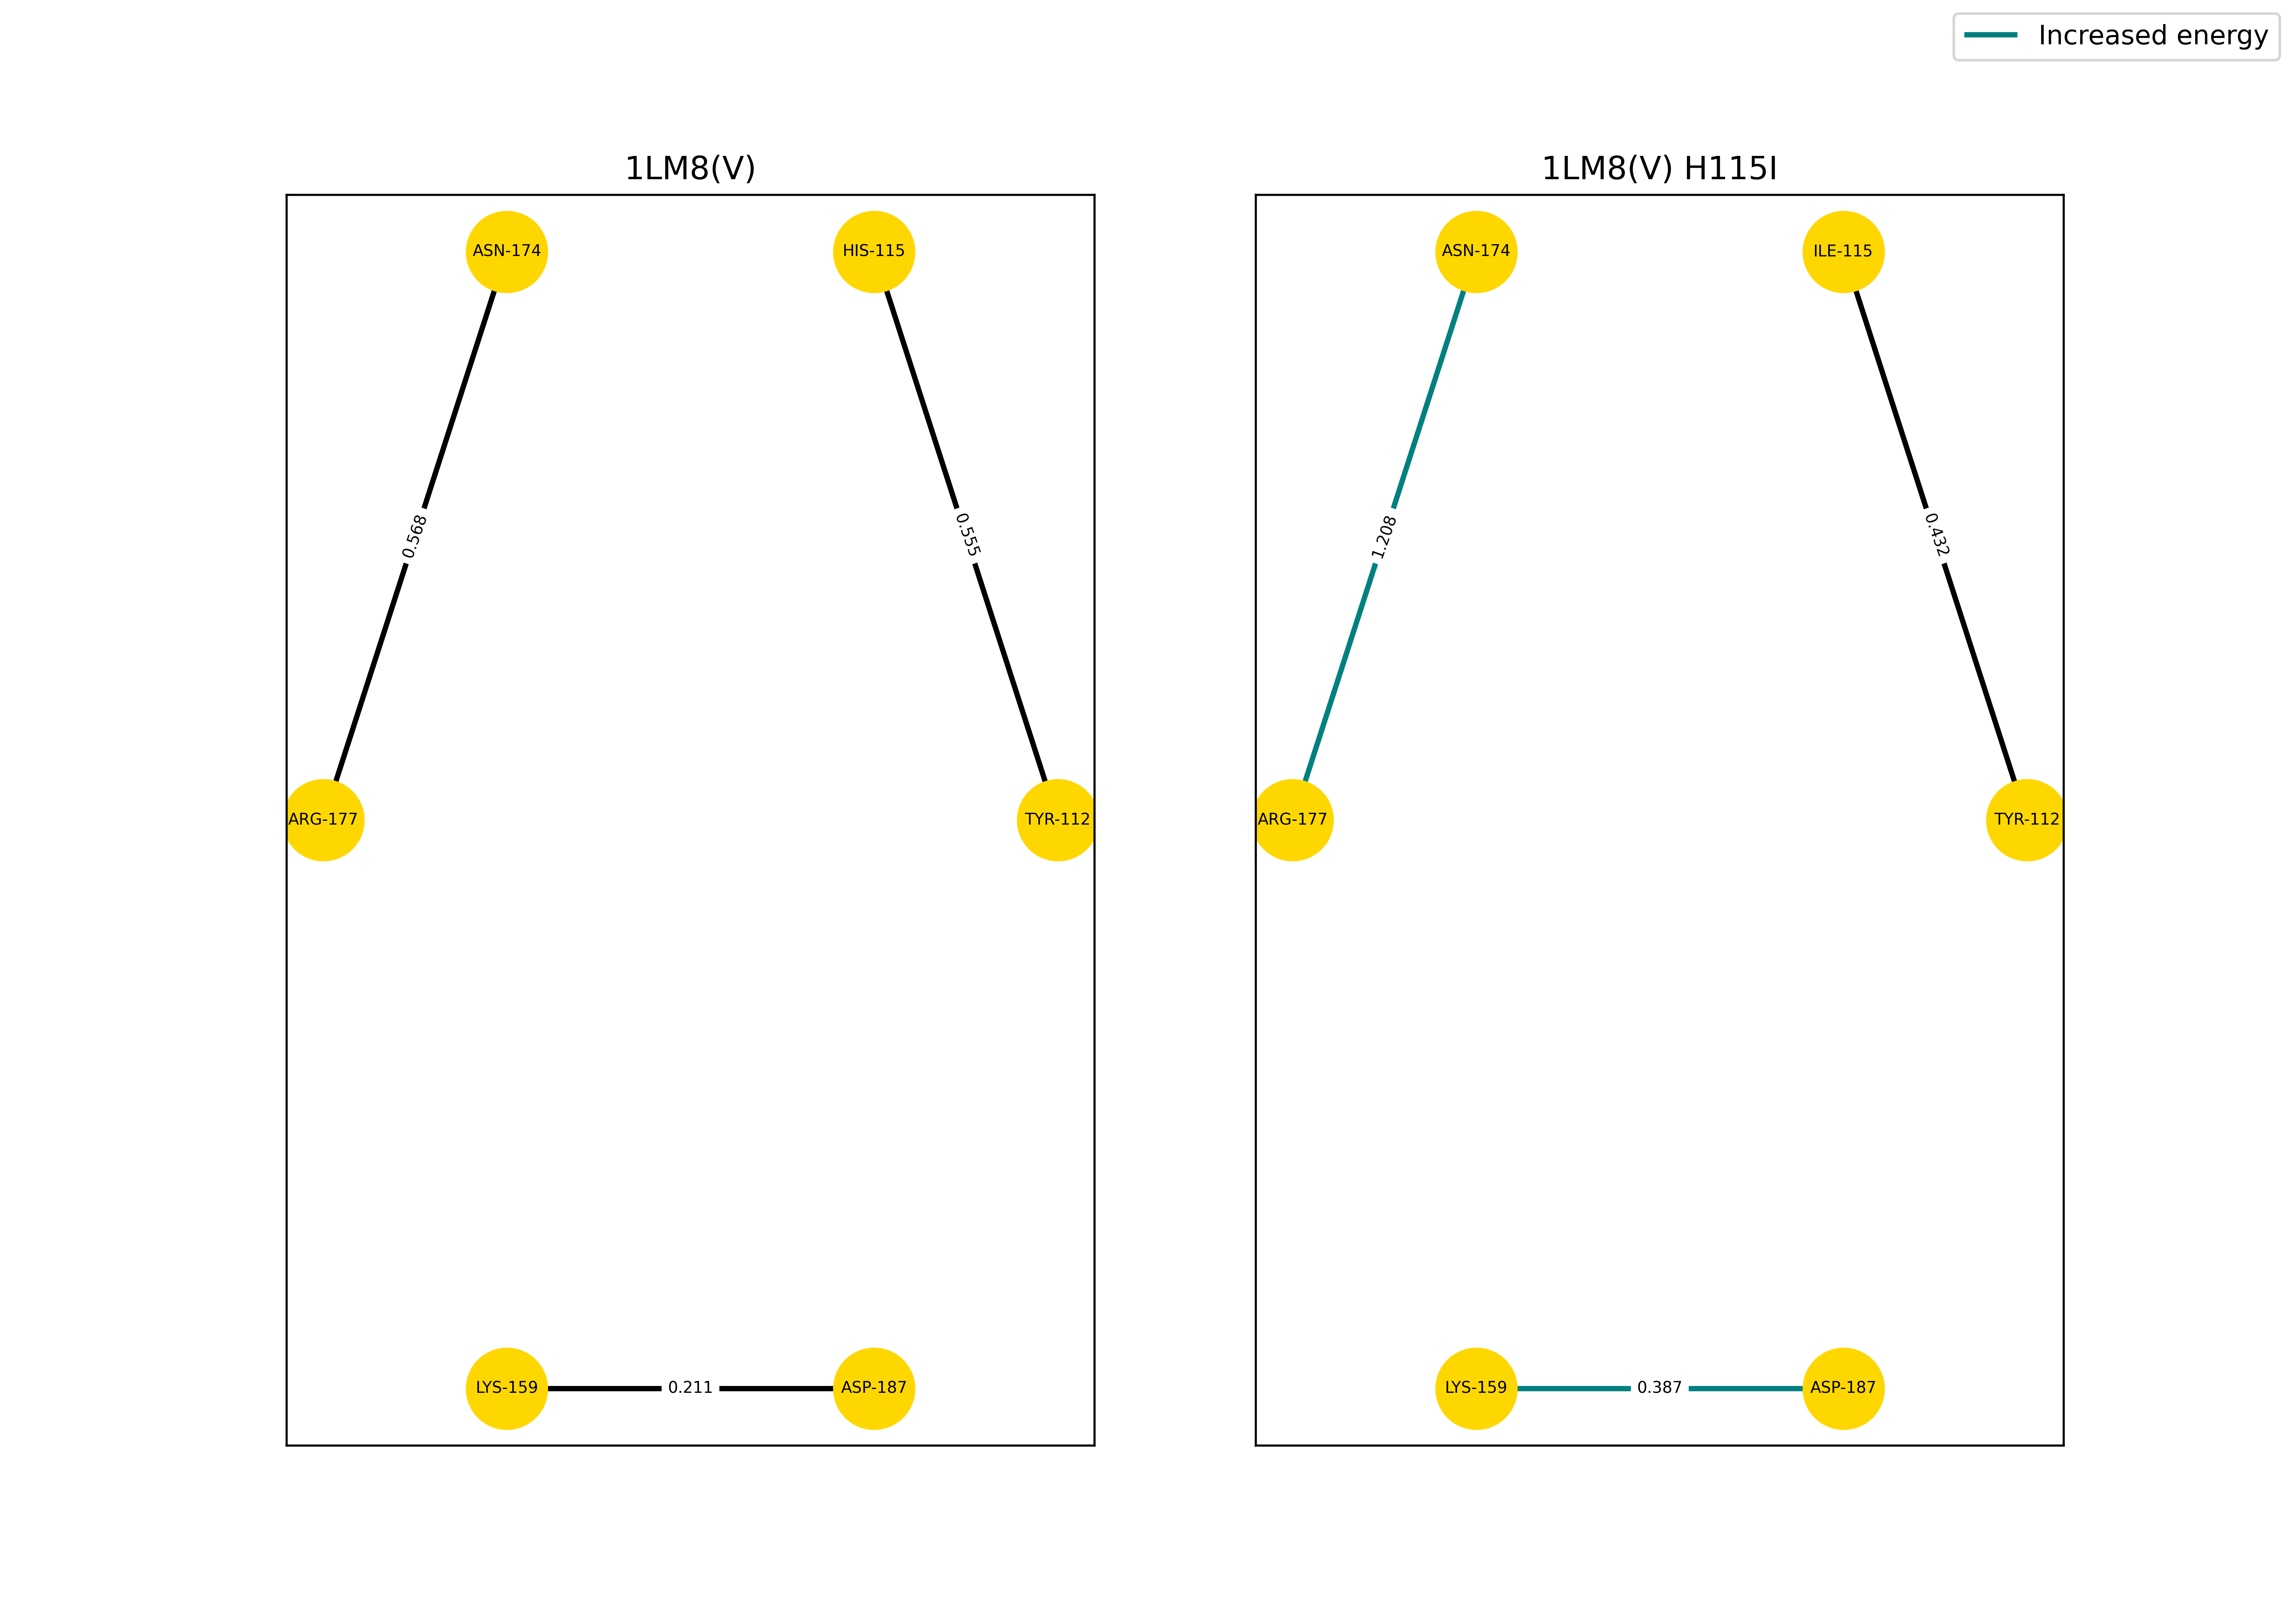 Increased energy
1LM8(V)
ASN-174
HIS-115
0.568
0.555
ARG-177
TYR-112
LYS-159
0.211
ASP-187
1LM8(V) H115I
ASN-174
ILE-115
1.208
0.432
ARG-177
TYR-112
LYS-159
0.387
ASP-187